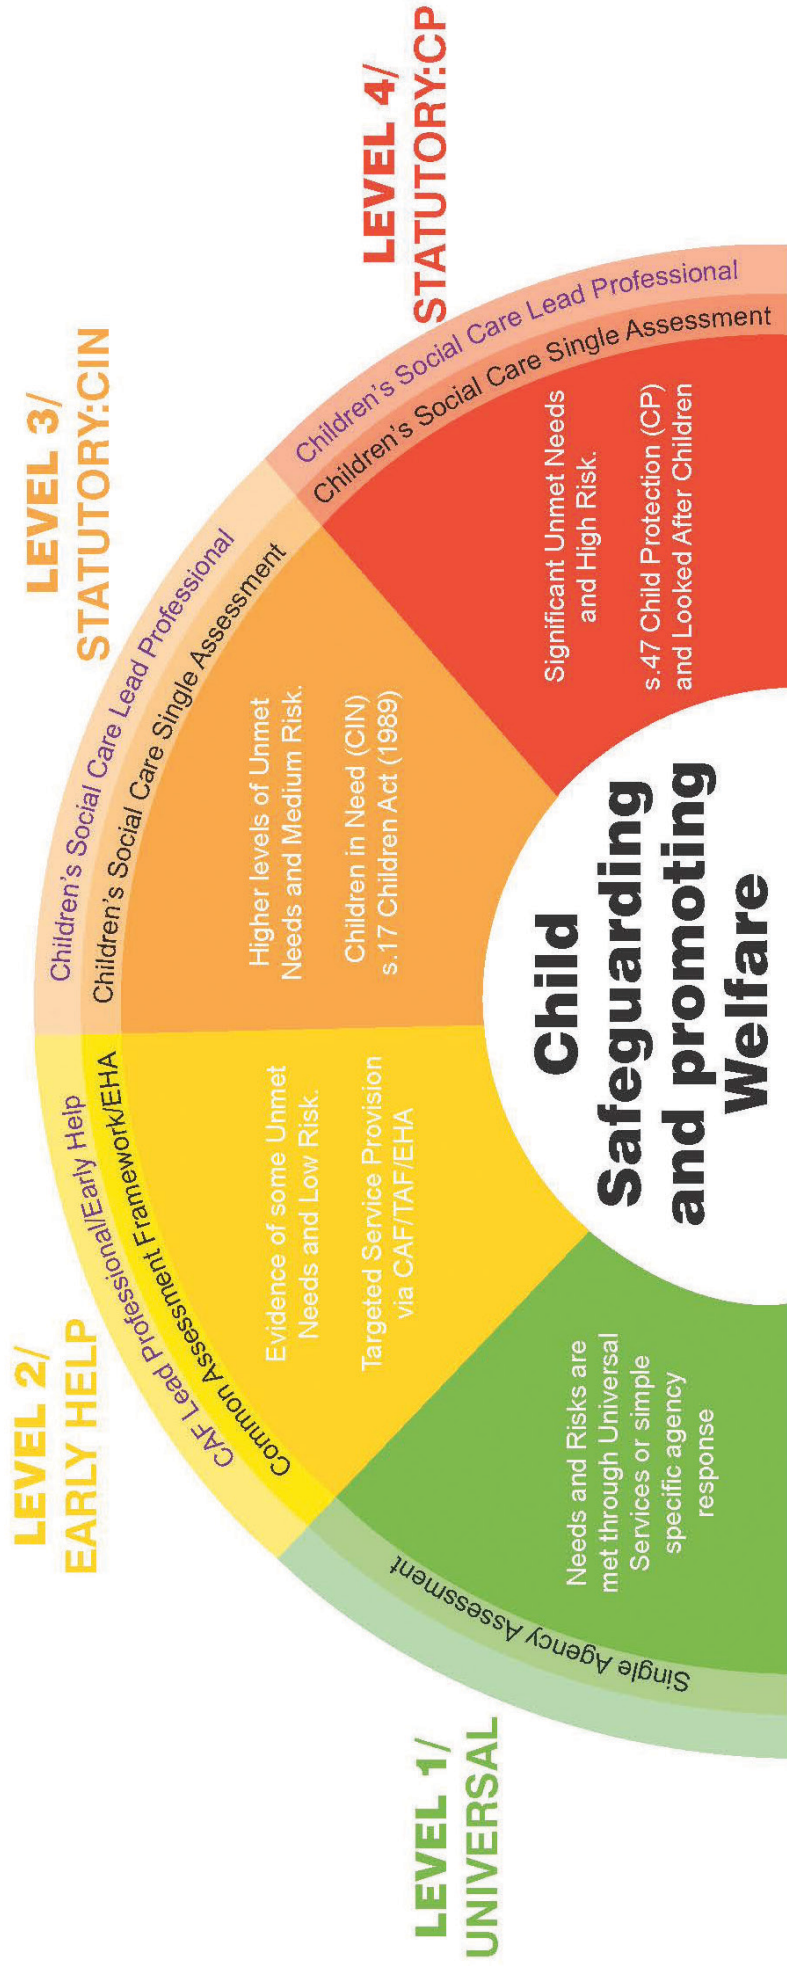 LEVEL 1/
UNIVERSAL
Single Agency Assessment
Needs and Risks are
met through Universal
Services or simple
specific agency
response
LEVEL 2/
EARLY HELP
CAF Lead Professional/Early Help
Common Assessment Framework/EHA
Evidence of some Unmet
Needs and Low Risk.
Targeted Service Provision
via CAF/TAF/EHA
LEVEL 3/
STATUTORY:CIN
Children's Social Care Lead Professional
Children's Social Care Single Assessment
Higher levels of Unmet
Needs and Medium Risk.
Children in Need (CIN)
s.17 Children Act (1989)
LEVEL 4/
STATUTORY:CP
Children's Social Care Lead Professional
Children's Social Care Single Assessment
Significant Unmet Needs
and High Risk.
s.47 Child Protection (CP)
and Looked After Children
Child
Safeguarding
and promoting
Welfare